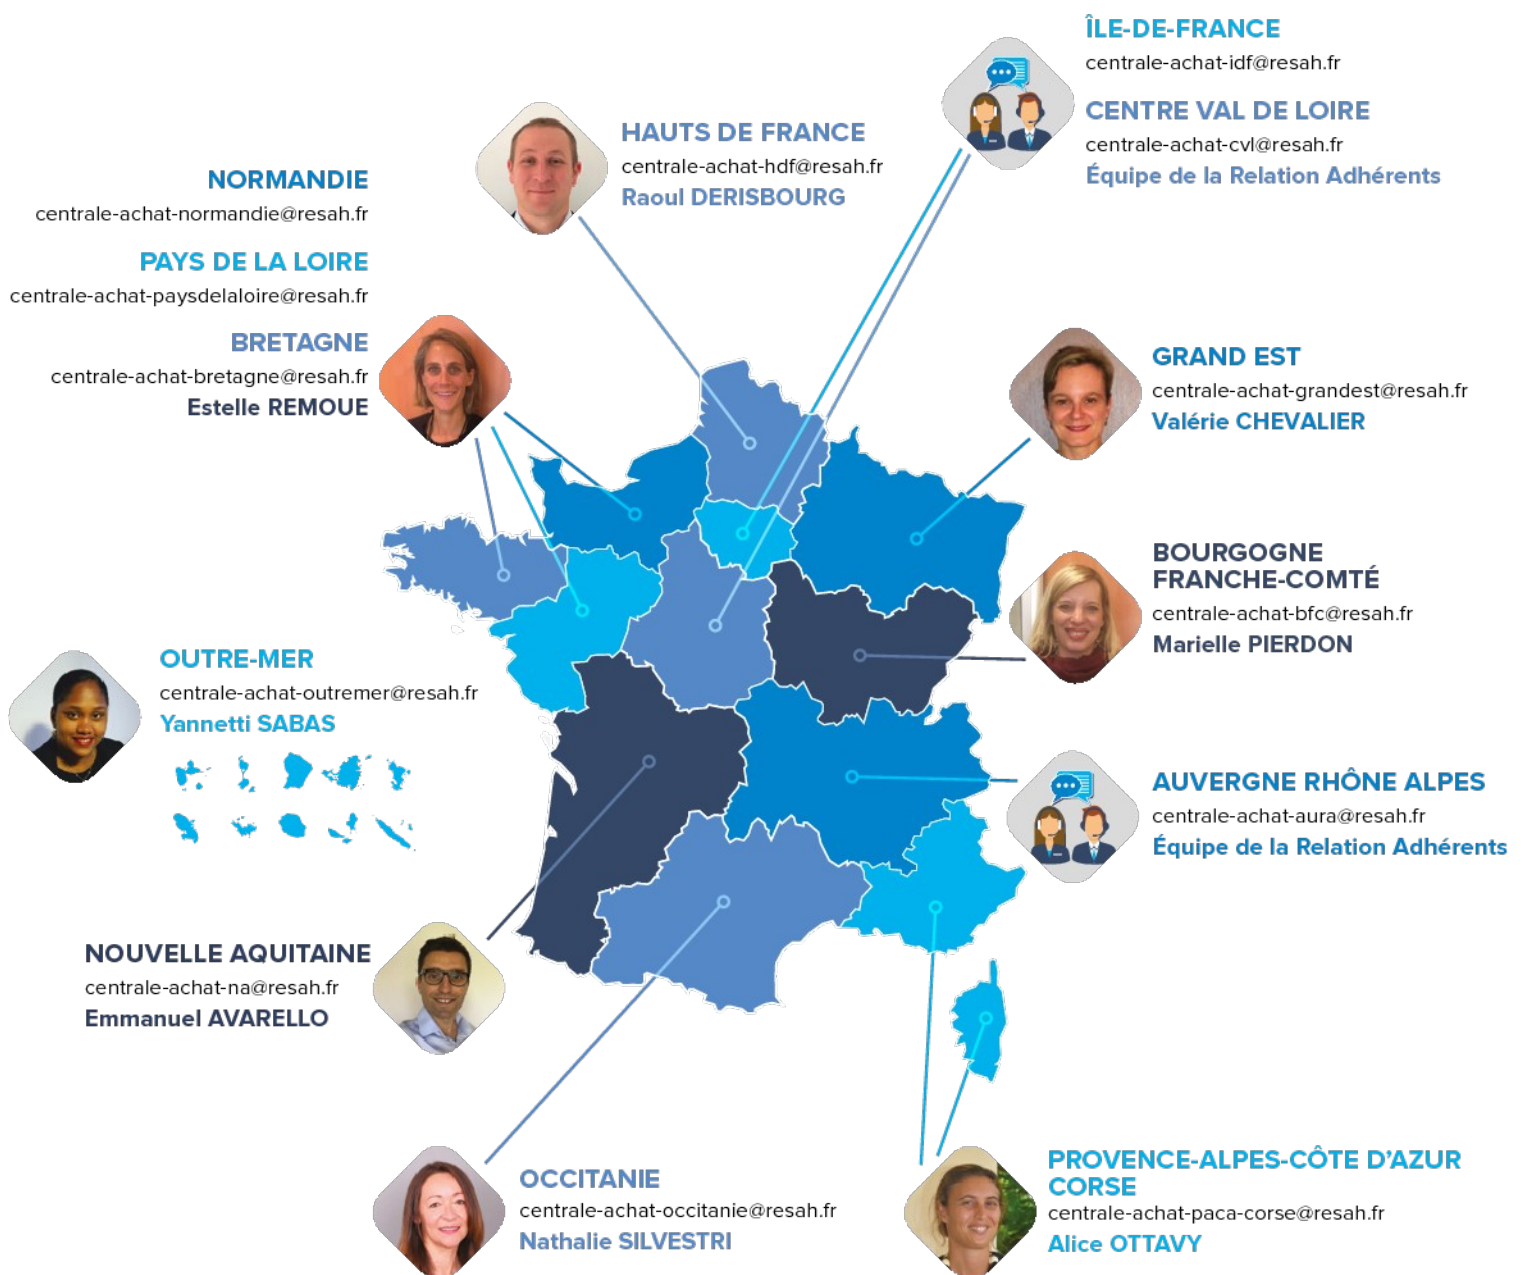 ÎLE-DE-FRANCE
centrale-achat-idf@resah.fr
CENTRE VAL DE LOIRE
centrale-achat-cvl@resah.fr
Équipe de la Relation Adhérents
HAUTS DE FRANCE
centrale-achat-hdf@resah.fr
Raoul DERISBOURG
NORMANDIE
centrale-achat-normandie@resah.fr
PAYS DE LA LOIRE
centrale-achat-paysdelaloire@resah.fr
BRETAGNE
centrale-achat-bretagne@resah.fr
Estelle REMOUE
GRAND EST
centrale-achat-grandest@resah.fr
Valérie CHEVALIER
BOURGOGNE
FRANCHE-COMTÉ
centrale-achat-bfc@resah.fr
Marielle PIERDON
OUTRE-MER
centrale-achat-outremer@resah.fr
Yannetti SABAS
AUVERGNE RHÔNE ALPES
centrale-achat-aura@resah.fr
Équipe de la Relation Adhérents
NOUVELLE AQUITAINE
centrale-achat-na@resah.fr
Emmanuel AVARELLO
OCCITANIE
centrale-achat-occitanie@resah.fr
Nathalie SILVESTRI
PROVENCE-ALPES-CÔTE D’AZUR
CORSE
centrale-achat-paca-corse@resah.fr
Alice OTTAVY